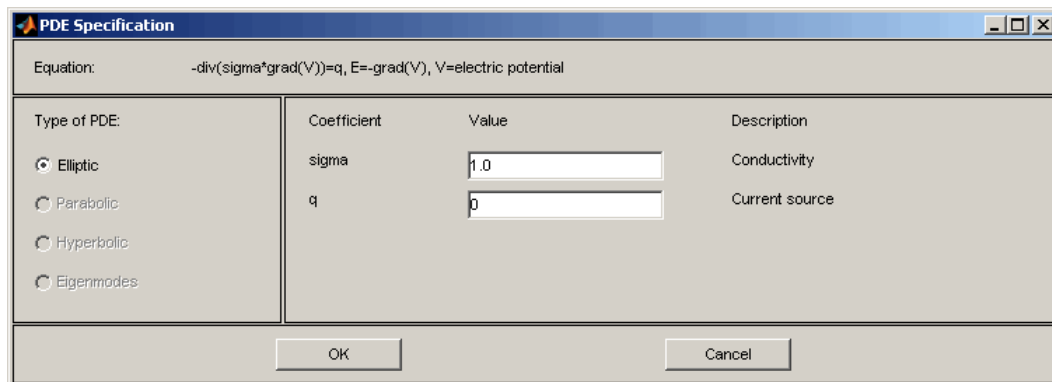 PDE Specification
Equation: -div(sigma*grad(V))=q, E=-grad(V), V=electric potential
Type of PDE:
Elliptic
Parabolic
Hyperbolic
Eigenmodes
Coefficient Value Description
sigma 1.0 Conductivity
q 0 Current source
OK Cancel